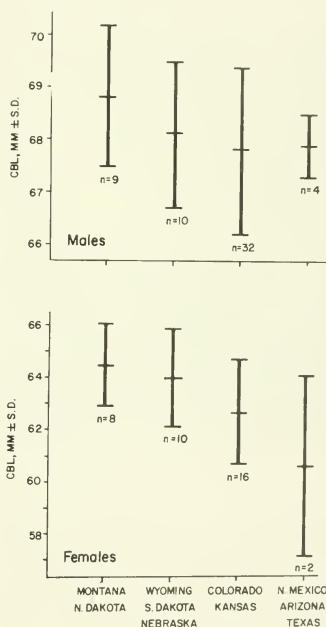 70
69
68
67
66
CBL, MM ± S.D.
n=9
n=10
n=32
n=4
Males
66
64
62
60
58
CBL, MM ± S.D.
n=8
n=10
n=16
n=2
Females
MONTANA
N. DAKOTA
WYOMING
S. DAKOTA
NEBRASKA
COLORADO
KANSAS
N. MEXICO
ARIZONA
TEXAS